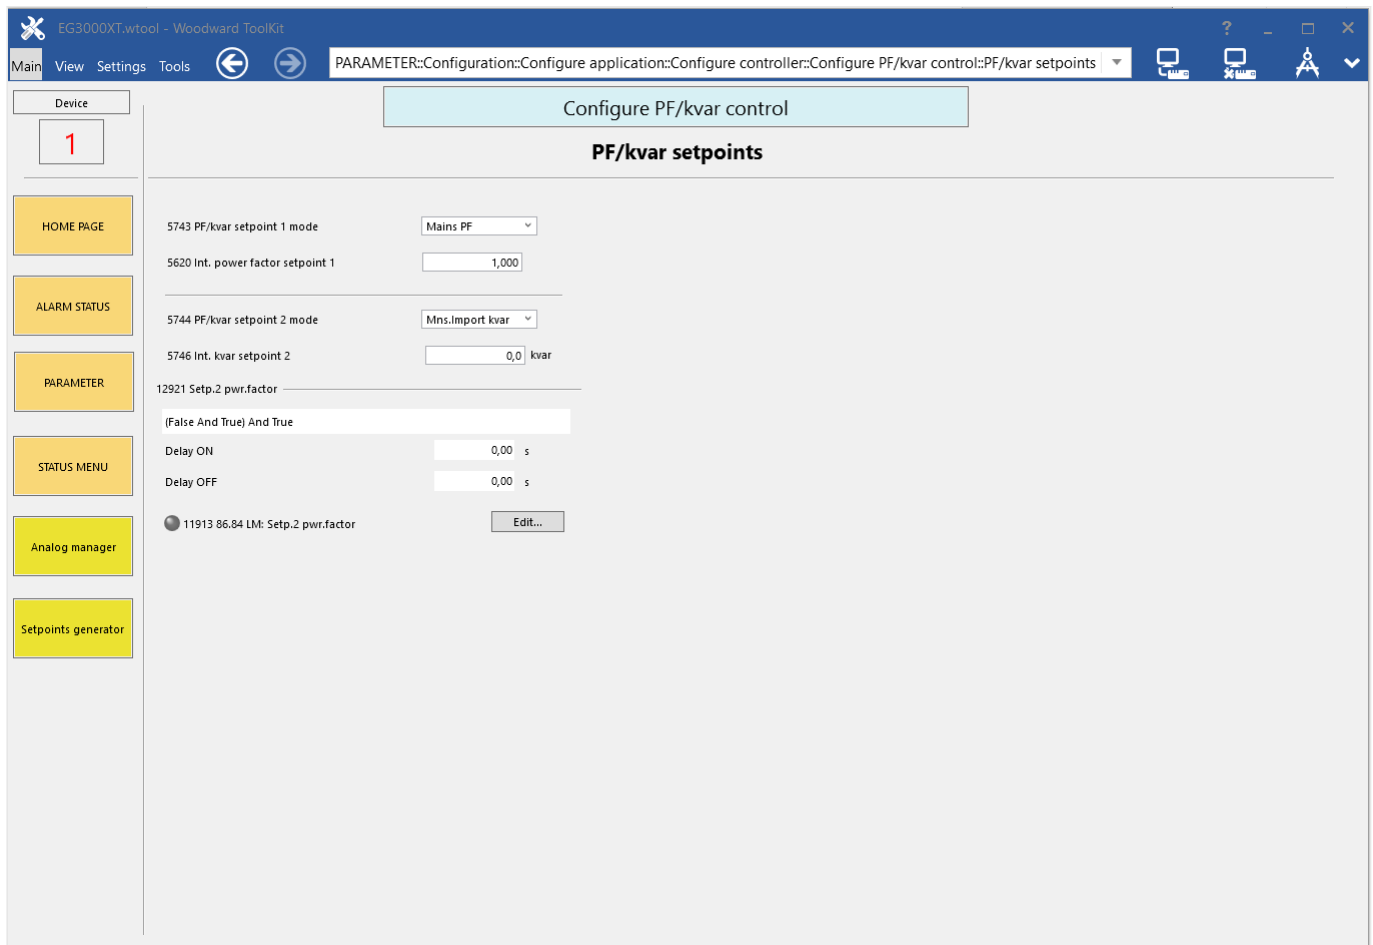 EG3000XT.wtool - Woodward ToolKit
?
Main View Settings Tools
PARAMETER::Configuration::Configure application::Configure controller::Configure PF/kvar control::PF/kvar setpoints
Device
1
Configure PF/kvar control
PF/kvar setpoints
HOME PAGE
ALARM STATUS
PARAMETER
STATUS MENU
Analog manager
Setpoints generator
5743 PF/kvar setpoint 1 mode Mains PF
5620 Int. power factor setpoint 1 1,000
5744 PF/kvar setpoint 2 mode Mns.Import kvar
5746 Int. kvar setpoint 2 0,0 kvar
12921 Setp.2 pwr.factor
(False And True) And True
Delay ON 0,00 s
Delay OFF 0,00 s
11913 86.84 LM: Setp.2 pwr.factor Edit...